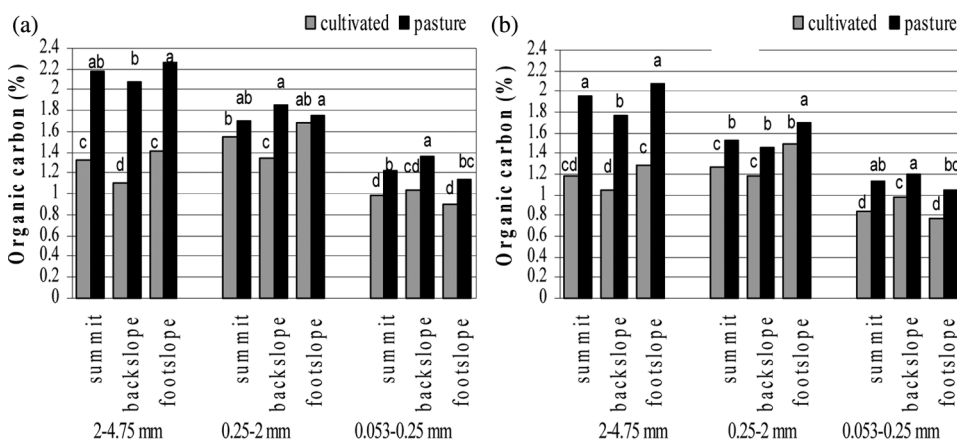 (a)
cultivated pasture
Organic carbon (%)
2.4
2.2
2
1.8
1.6
1.4
1.2
1
0.8
0.6
0.4
0.2
0
c ab d b c a
b ab c a ab a
d b cd a d bc
summit
backslope
footslope
summit
backslope
footslope
summit
backslope
footslope
2-4.75 mm 0.25-2 mm 0.053-0.25 mm
(b)
cultivated pasture
Organic carbon (%)
2.4
2.2
2
1.8
1.6
1.4
1.2
1
0.8
0.6
0.4
0.2
0
cd a d b c a
c b c b b a
d ab c a d bc
summit
backslope
footslope
summit
backslope
footslope
summit
backslope
footslope
2-4.75 mm 0.25-2 mm 0.053-0.25 mm